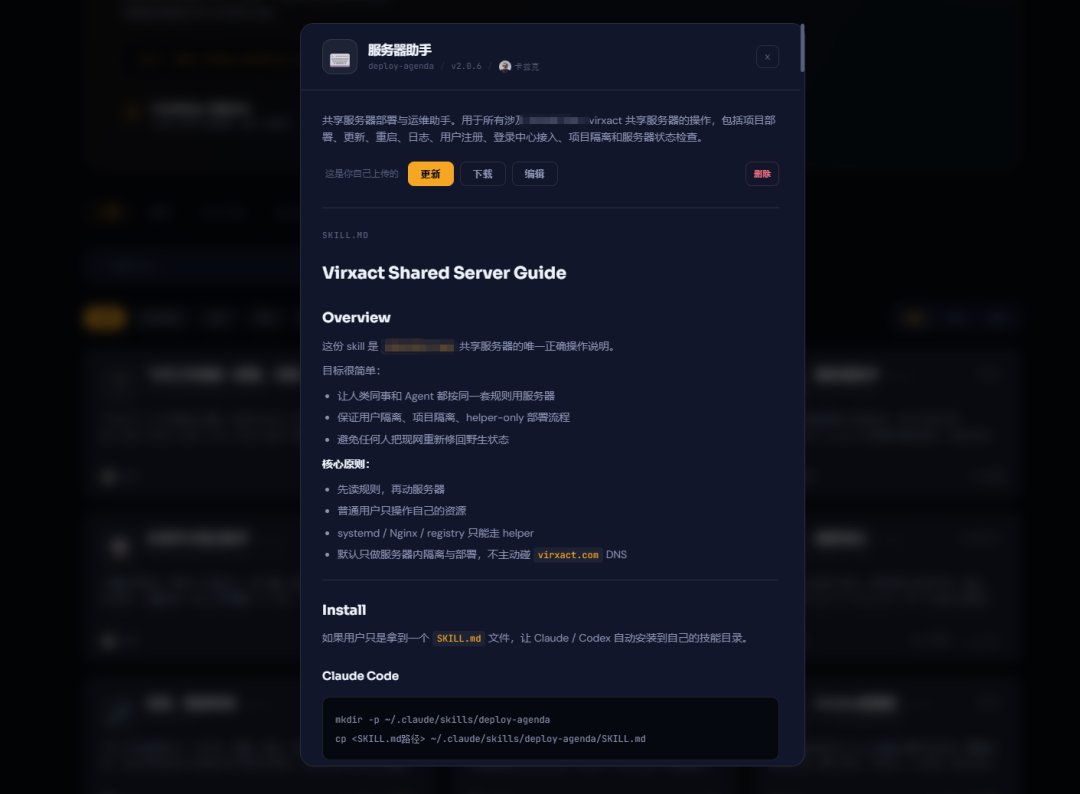 服务器助手
deploy-agenda / v2.0.6 / 卡兹克
共享服务器部署与运维助手。用于所有涉及 virxact 共享服务器的操作，包括项目部
署、更新、重启、日志、用户注册、登录中心接入、项目隔离和服务器状态检查。
这是你自己上传的 更新 下载 编辑 删除
SKILL.MD
Virxact Shared Server Guide
Overview
这份 skill 是 共享服务器的唯一正确操作说明。
目标很简单：
• 让人类同事和 Agent 都按同一套规则用服务器
• 保证用户隔离、项目隔离、helper-only 部署流程
• 避免任何人把现网重新修回野生状态
核心原则：
• 先读规则，再动服务器
• 普通用户只操作自己的资源
• systemd / Nginx / registry 只能走 helper
• 默认只做服务器内隔离与部署，不主动碰 virxact.com DNS
Install
如果用户只是拿到一个 SKILL.md 文件，让 Claude / Codex 自动安装到自己的技能目录。
Claude Code
mkdir -p ~/.claude/skills/deploy-agenda
cp <SKILL.md路径> ~/.claude/skills/deploy-agenda/SKILL.md